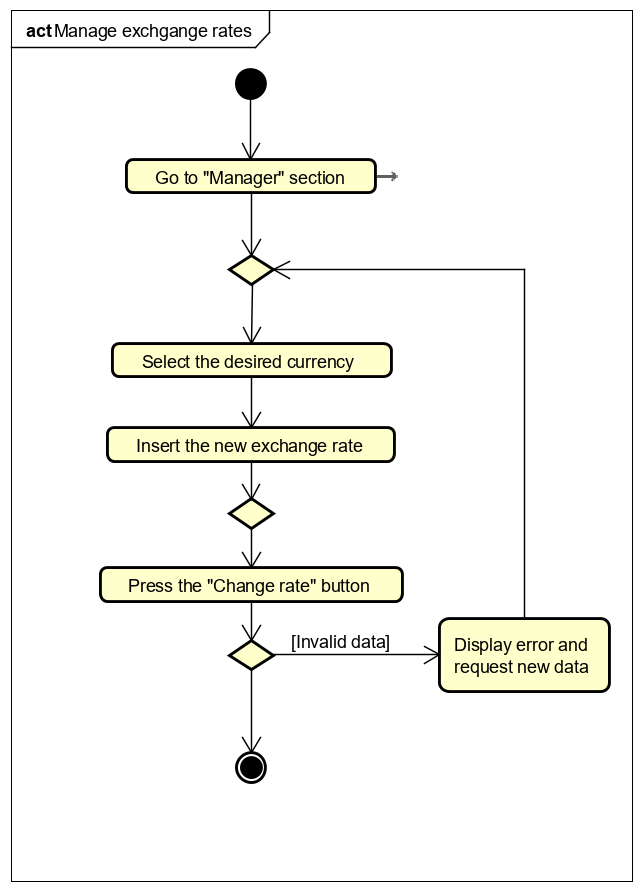 act Manage exchgange rates
Go to "Manager" section
Select the desired currency
Insert the new exchange rate
Press the "Change rate" button
[Invalid data]
Display error and
request new data